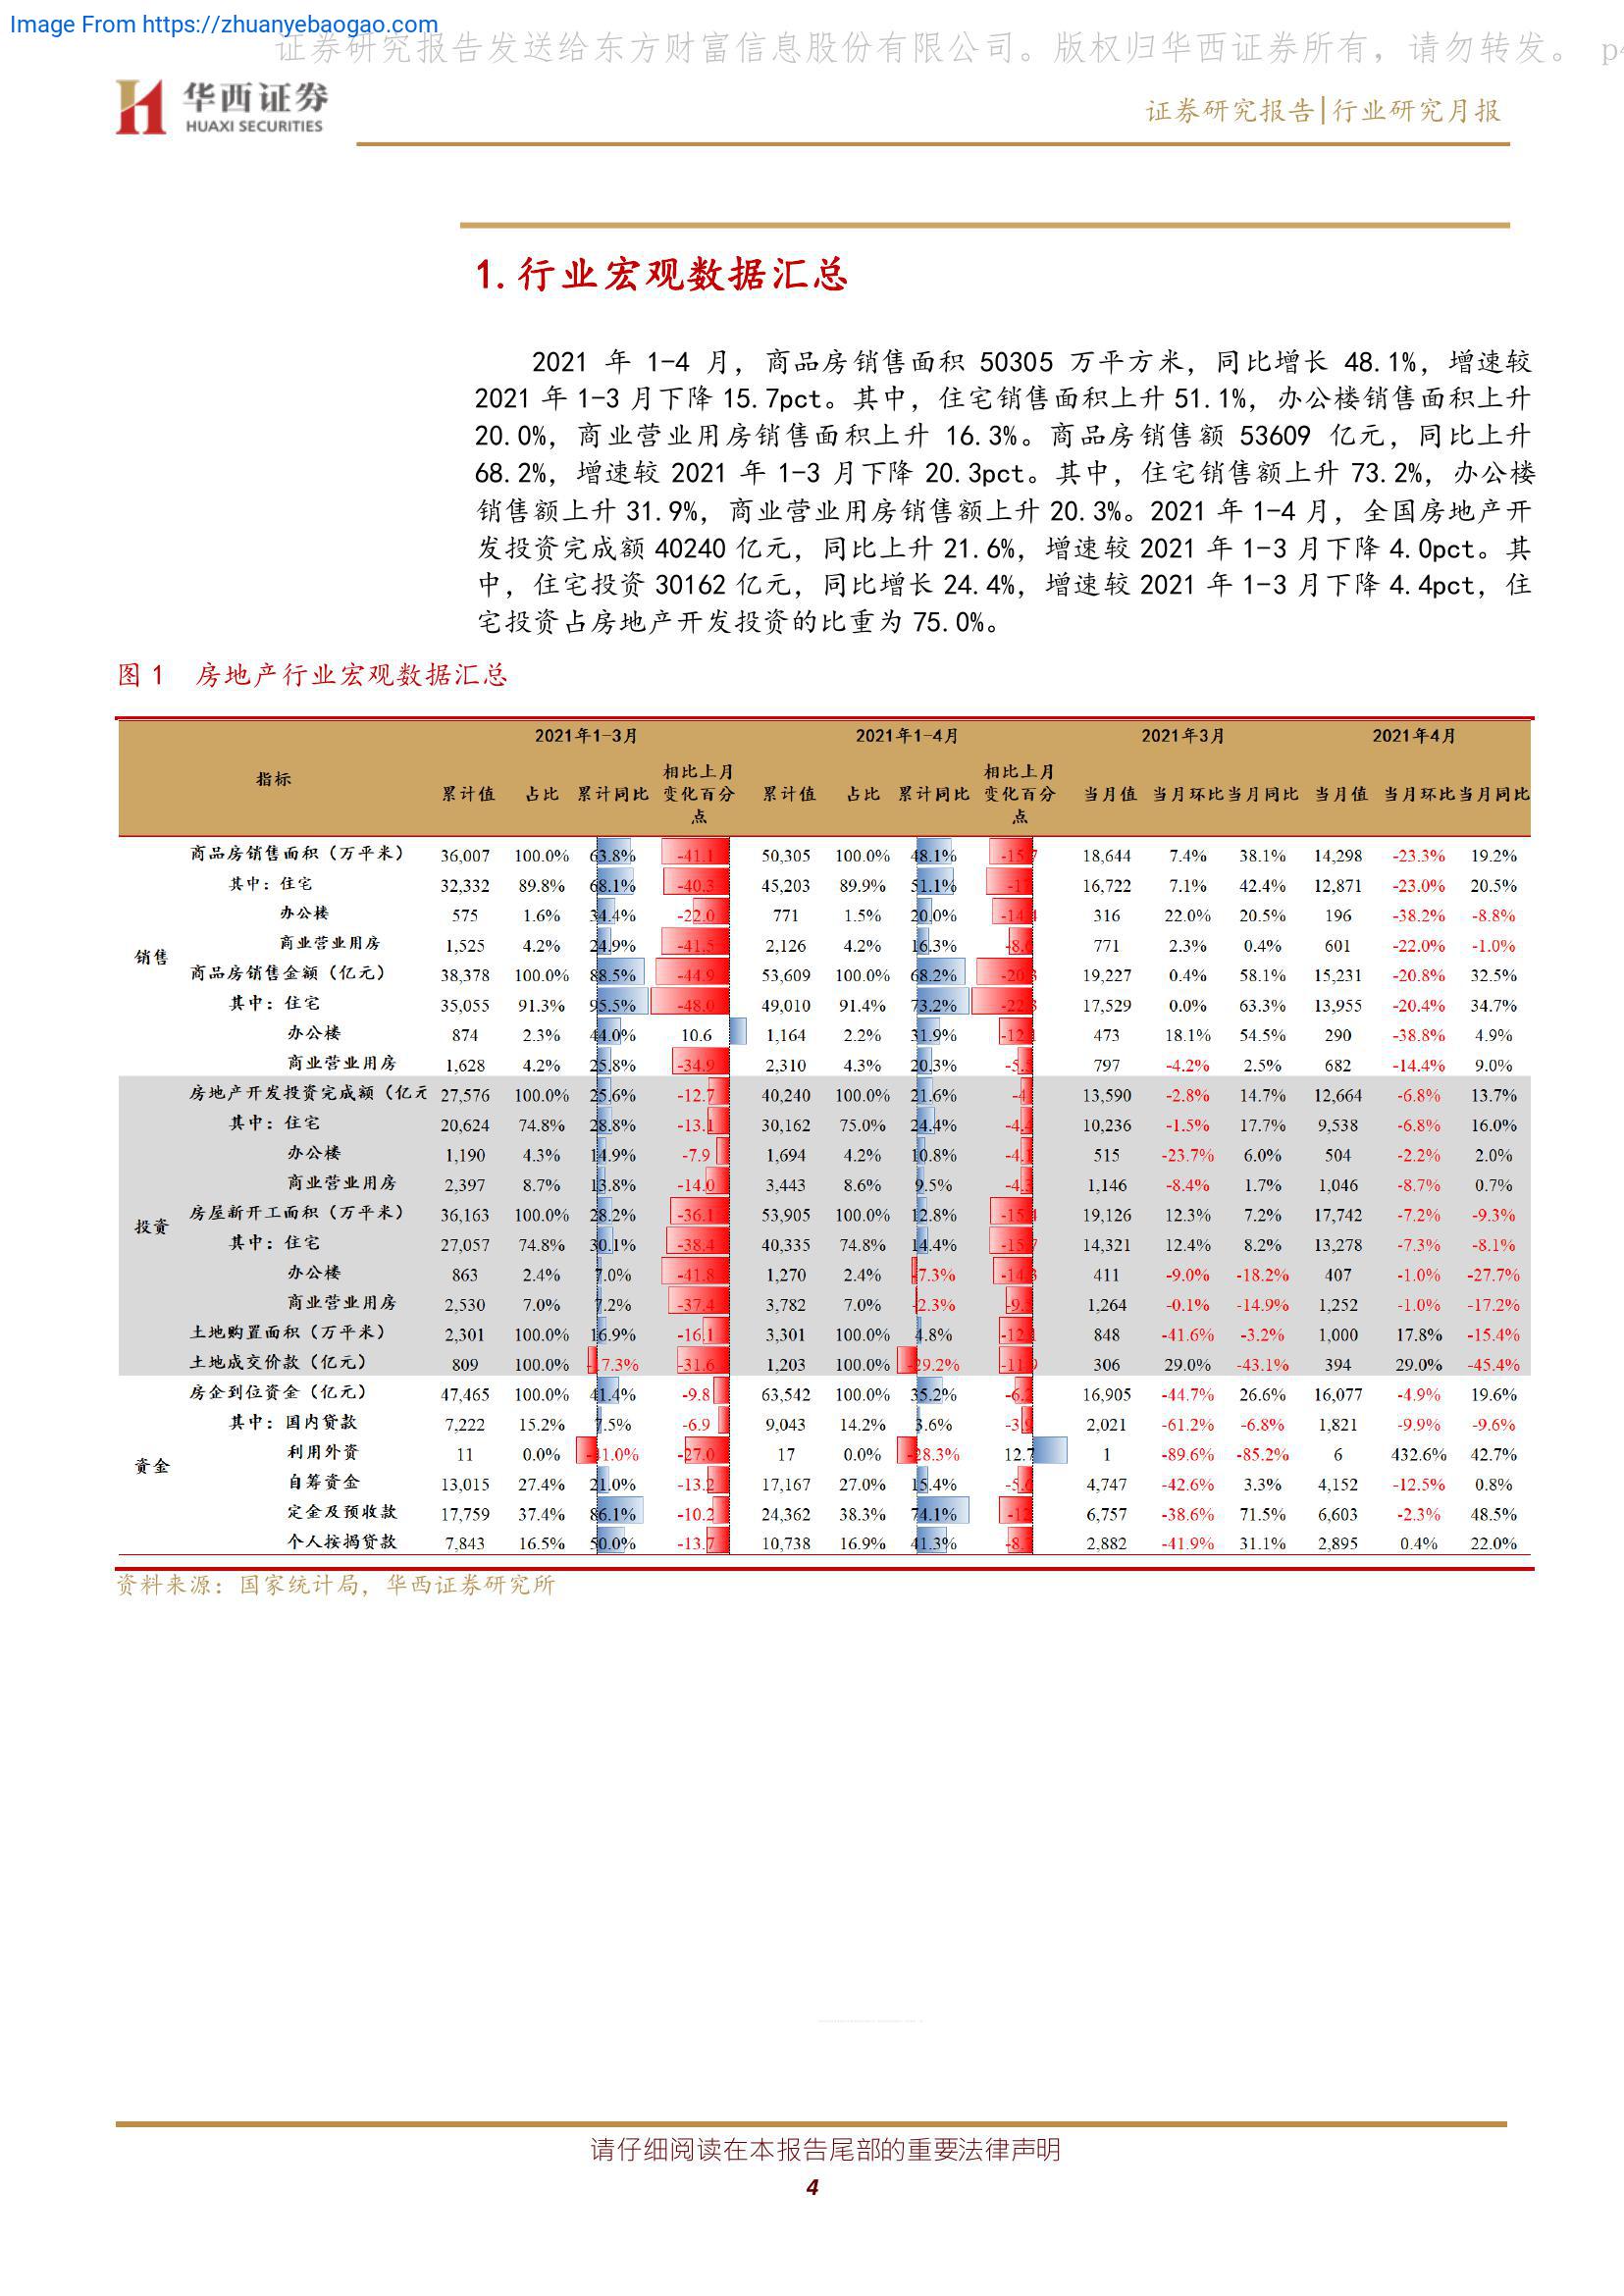 Image From https://zhuanyebaogao.com
证券研究报告发送给东方财富信息股份有限公司。版权归华西证券所有，请勿转发。 p4
华西证券
HUAXI SECURITIES
证券研究报告|行业研究月报
1.行业宏观数据汇总
2021 年 1-4 月，商品房销售面积 50305 万平方米，同比增长 48.1%，增速较
2021 年 1-3 月下降 15.7pct。其中，住宅销售面积上升 51.1%，办公楼销售面积上升
20.0%，商业营业用房销售面积上升 16.3%。商品房销售额 53609 亿元，同比上升
68.2%，增速较 2021 年 1-3 月下降 20.3pct。其中，住宅销售额上升 73.2%，办公楼
销售额上升 31.9%，商业营业用房销售额上升 20.3%。2021 年 1-4 月，全国房地产开
发投资完成额 40240 亿元，同比上升 21.6%，增速较 2021 年 1-3 月下降 4.0pct。其
中，住宅投资 30162 亿元，同比增长 24.4%，增速较 2021 年 1-3 月下降 4.4pct，住
宅投资占房地产开发投资的比重为 75.0%。
图 1 房地产行业宏观数据汇总
2021年1-3月 2021年1-4月 2021年3月 2021年4月
指标 累计值 占比 累计同比 相比上月变化百分点 累计值 占比 累计同比 相比上月变化百分点 当月值 当月环比 当月同比 当月值 当月环比 当月同比
销售
商品房销售面积（万平米） 36,007 100.0% 63.8% -41.1 50,305 100.0% 48.1% -15.7 18,644 7.4% 38.1% 14,298 -23.3% 19.2%
其中：住宅 32,332 89.8% 68.1% -40.3 45,203 89.9% 51.1% -17 16,722 7.1% 42.4% 12,871 -23.0% 20.5%
办公楼 575 1.6% 34.4% -22.0 771 1.5% 20.0% -14.4 316 22.0% 20.5% 196 -38.2% -8.8%
商业营业用房 1,525 4.2% 24.9% -41.5 2,126 4.2% 16.3% -8.6 771 2.3% 0.4% 601 -22.0% -1.0%
商品房销售金额（亿元） 38,378 100.0% 88.5% -44.9 53,609 100.0% 68.2% -20.3 19,227 0.4% 58.1% 15,231 -20.8% 32.5%
其中：住宅 35,055 91.3% 95.5% -48.0 49,010 91.4% 73.2% -22.3 17,529 0.0% 63.3% 13,955 -20.4% 34.7%
办公楼 874 2.3% 44.0% 10.6 1,164 2.2% 31.9% -12.1 473 18.1% 54.5% 290 -38.8% 4.9%
商业营业用房 1,628 4.2% 25.8% -34.9 2,310 4.3% 20.3% -5.5 797 -4.2% 2.5% 682 -14.4% 9.0%
投资
房地产开发投资完成额（亿元 27,576 100.0% 25.6% -12.7 40,240 100.0% 21.6% -4 13,590 -2.8% 14.7% 12,664 -6.8% 13.7%
其中：住宅 20,624 74.8% 28.8% -13.1 30,162 75.0% 24.4% -4.4 10,236 -1.5% 17.7% 9,538 -6.8% 16.0%
办公楼 1,190 4.3% 14.9% -7.9 1,694 4.2% 10.8% -4.1 515 -23.7% 6.0% 504 -2.2% 2.0%
商业营业用房 2,397 8.7% 13.8% -14.0 3,443 8.6% 9.5% -4.3 1,146 -8.4% 1.7% 1,046 -8.7% 0.7%
房屋新开工面积（万平米） 36,163 100.0% 28.2% -36.1 53,905 100.0% 12.8% -15.4 19,126 12.3% 7.2% 17,742 -7.2% -9.3%
其中：住宅 27,057 74.8% 30.1% -38.4 40,335 74.8% 14.4% -15.7 14,321 12.4% 8.2% 13,278 -7.3% -8.1%
办公楼 863 2.4% 7.0% -41.8 1,270 2.4% -7.3% -14.3 411 -9.0% -18.2% 407 -1.0% -27.7%
商业营业用房 2,530 7.0% 7.2% -37.4 3,782 7.0% -2.3% -9.5 1,264 -0.1% -14.9% 1,252 -1.0% -17.2%
土地购置面积（万平米） 2,301 100.0% 16.9% -16.1 3,301 100.0% 4.8% -12.1 848 -41.6% -3.2% 1,000 17.8% -15.4%
土地成交价款（亿元） 809 100.0% -17.3% -31.6 1,203 100.0% -29.2% -11.9 306 29.0% -43.1% 394 29.0% -45.4%
资金
房企到位资金（亿元） 47,465 100.0% 41.4% -9.8 63,542 100.0% 35.2% -6.2 16,905 -44.7% 26.6% 16,077 -4.9% 19.6%
其中：国内贷款 7,222 15.2% 7.5% -6.9 9,043 14.2% 3.6% -3.9 2,021 -61.2% -6.8% 1,821 -9.9% -9.6%
利用外资 11 0.0% -41.0% -27.0 17 0.0% -28.3% 12.7 1 -89.6% -85.2% 6 432.6% 42.7%
自筹资金 13,015 27.4% 21.0% -13.2 17,167 27.0% 15.4% -5.6 4,747 -42.6% 3.3% 4,152 -12.5% 0.8%
定金及预收款 17,759 37.4% 86.1% -10.2 24,362 38.3% 74.1% -12 6,757 -38.6% 71.5% 6,603 -2.3% 48.5%
个人按揭贷款 7,843 16.5% 50.0% -13.7 10,738 16.9% 41.3% -8.7 2,882 -41.9% 31.1% 2,895 0.4% 22.0%
资料来源：国家统计局，华西证券研究所
请仔细阅读在本报告尾部的重要法律声明
4